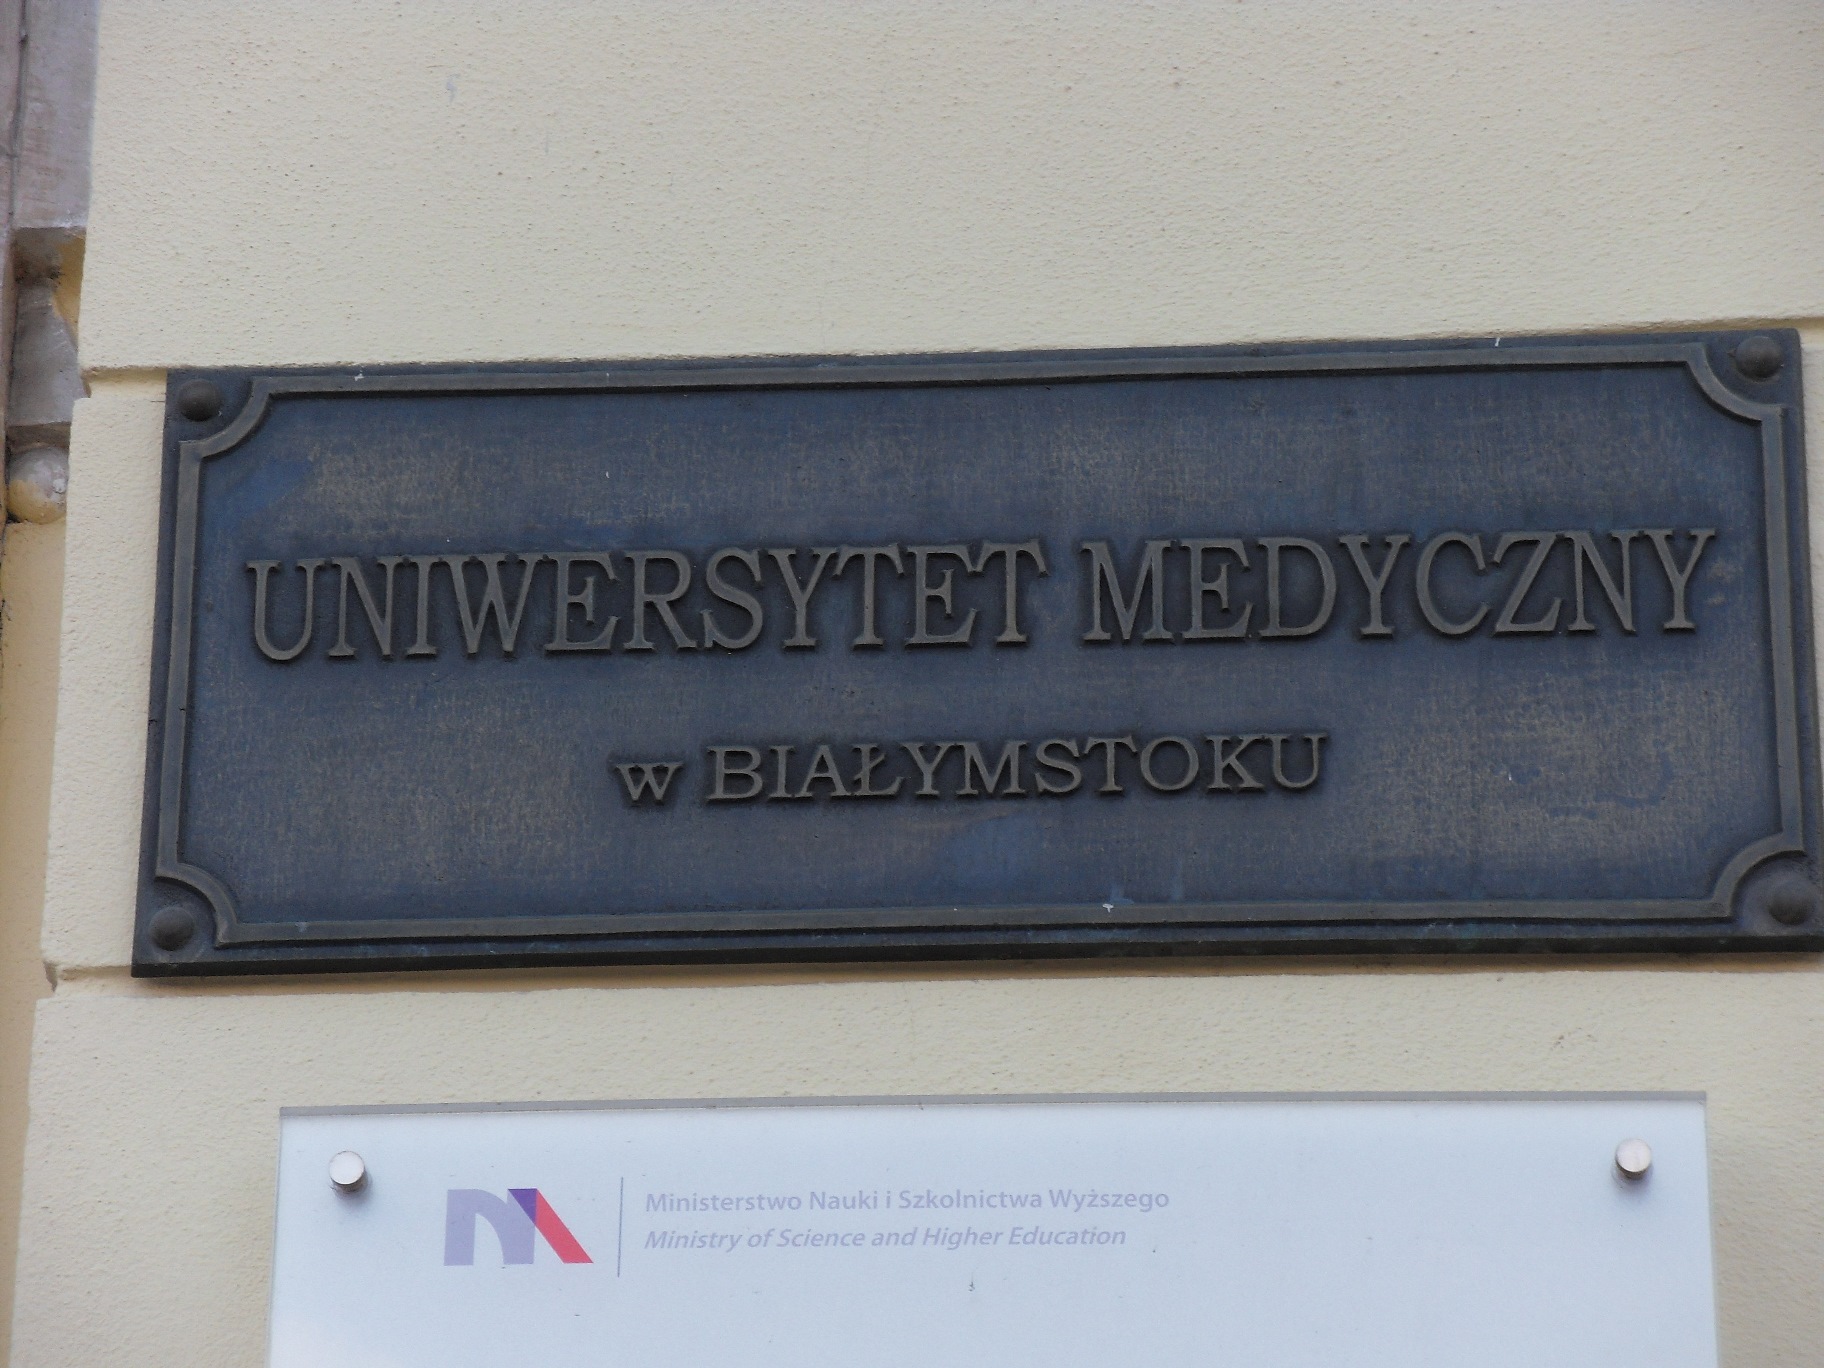 UNIWERSYTET MEDYCZNY
w BIAŁYMSTOKU
Ministerstwo Nauki i Szkolnictwa Wyższego
Ministry of Science and Higher Education